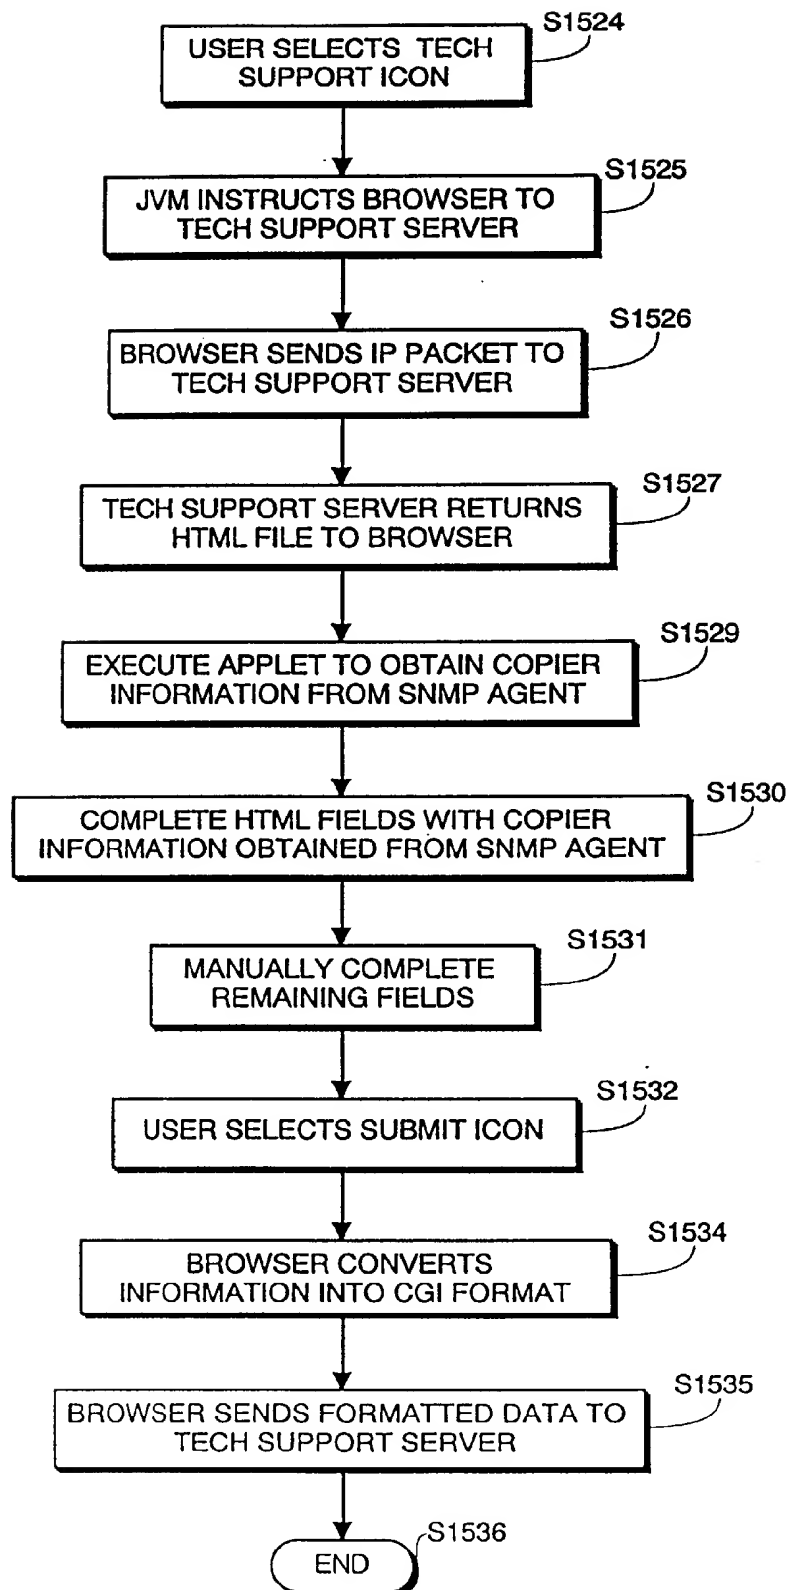 S1524
USER SELECTS TECH
SUPPORT ICON
S1525
JVM INSTRUCTS BROWSER TO
TECH SUPPORT SERVER
S1526
BROWSER SENDS IP PACKET TO
TECH SUPPORT SERVER
S1527
TECH SUPPORT SERVER RETURNS
HTML FILE TO BROWSER
S1529
EXECUTE APPLET TO OBTAIN COPIER
INFORMATION FROM SNMP AGENT
S1530
COMPLETE HTML FIELDS WITH COPIER
INFORMATION OBTAINED FROM SNMP AGENT
S1531
MANUALLY COMPLETE
REMAINING FIELDS
S1532
USER SELECTS SUBMIT ICON
S1534
BROWSER CONVERTS
INFORMATION INTO CGI FORMAT
S1535
BROWSER SENDS FORMATTED DATA TO
TECH SUPPORT SERVER
S1536
END